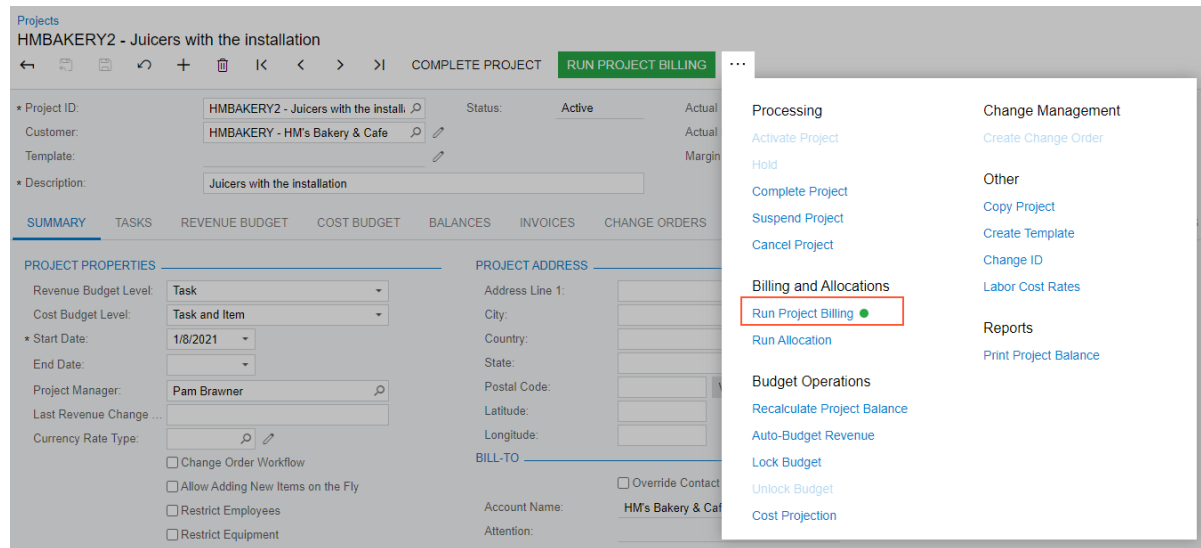 Projects
HMBAKERY2 - Juicers with the installation
COMPLETE PROJECT RUN PROJECT BILLING ...
* Project ID: HMBAKERY2 - Juicers with the install Status: Active Actual
Customer: HMBAKERY - HM's Bakery & Cafe Actual
Template: Margin
* Description: Juicers with the installation
SUMMARY TASKS REVENUE BUDGET COST BUDGET BALANCES INVOICES CHANGE ORDERS
PROJECT PROPERTIES
Revenue Budget Level: Task
Cost Budget Level: Task and Item
* Start Date: 1/8/2021
End Date:
Project Manager: Pam Brawner
Last Revenue Change ...
Currency Rate Type:
Change Order Workflow
Allow Adding New Items on the Fly
Restrict Employees
Restrict Equipment
PROJECT ADDRESS
Address Line 1:
City:
Country:
State:
Postal Code:
Latitude:
Longitude:
BILL-TO
Override Contact
Account Name: HM's Bakery & Caf
Attention:
Processing
Activate Project
Hold
Complete Project
Suspend Project
Cancel Project
Billing and Allocations
Run Project Billing
Run Allocation
Budget Operations
Recalculate Project Balance
Auto-Budget Revenue
Lock Budget
Unlock Budget
Cost Projection
Change Management
Create Change Order
Other
Copy Project
Create Template
Change ID
Labor Cost Rates
Reports
Print Project Balance